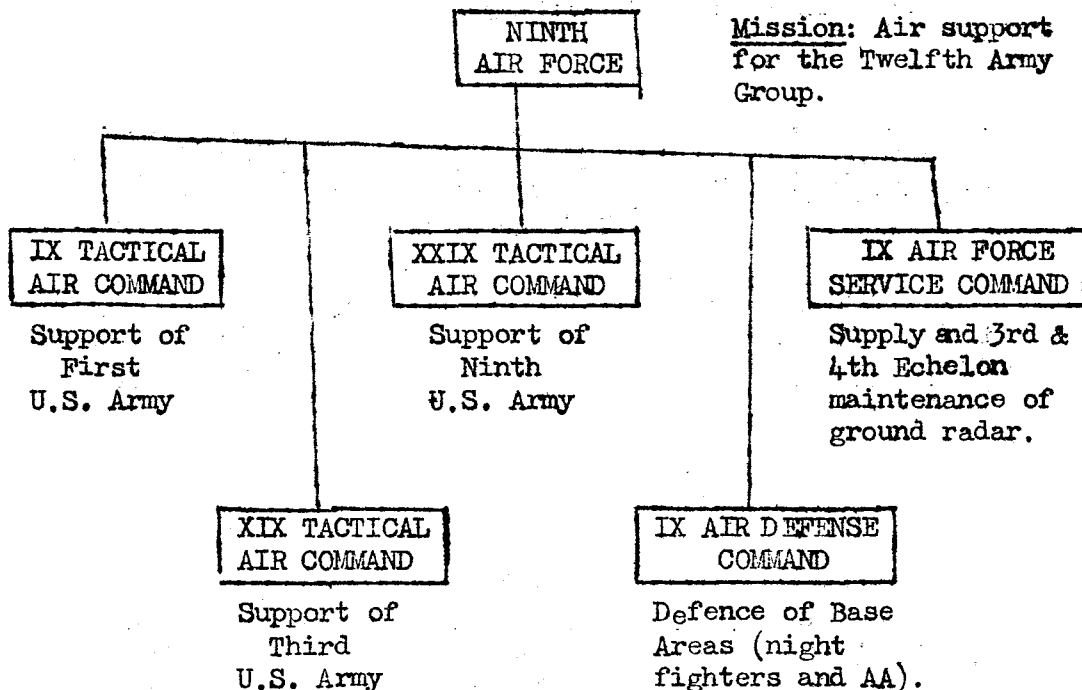 NINTH
AIR FORCE
Mission: Air support
for the Twelfth Army
Group.
IX TACTICAL
AIR COMMAND
Support of
First
U.S. Army
XXIX TACTICAL
AIR COMMAND
Support of
Ninth
U.S. Army
IX AIR FORCE
SERVICE COMMAND
Supply and 3rd &
4th Echelon
maintenance of
ground radar.
XIX TACTICAL
AIR COMMAND
Support of
Third
U.S. Army
IX AIR DEFENSE
COMMAND
Defence of Base
Areas (night
fighters and AA).